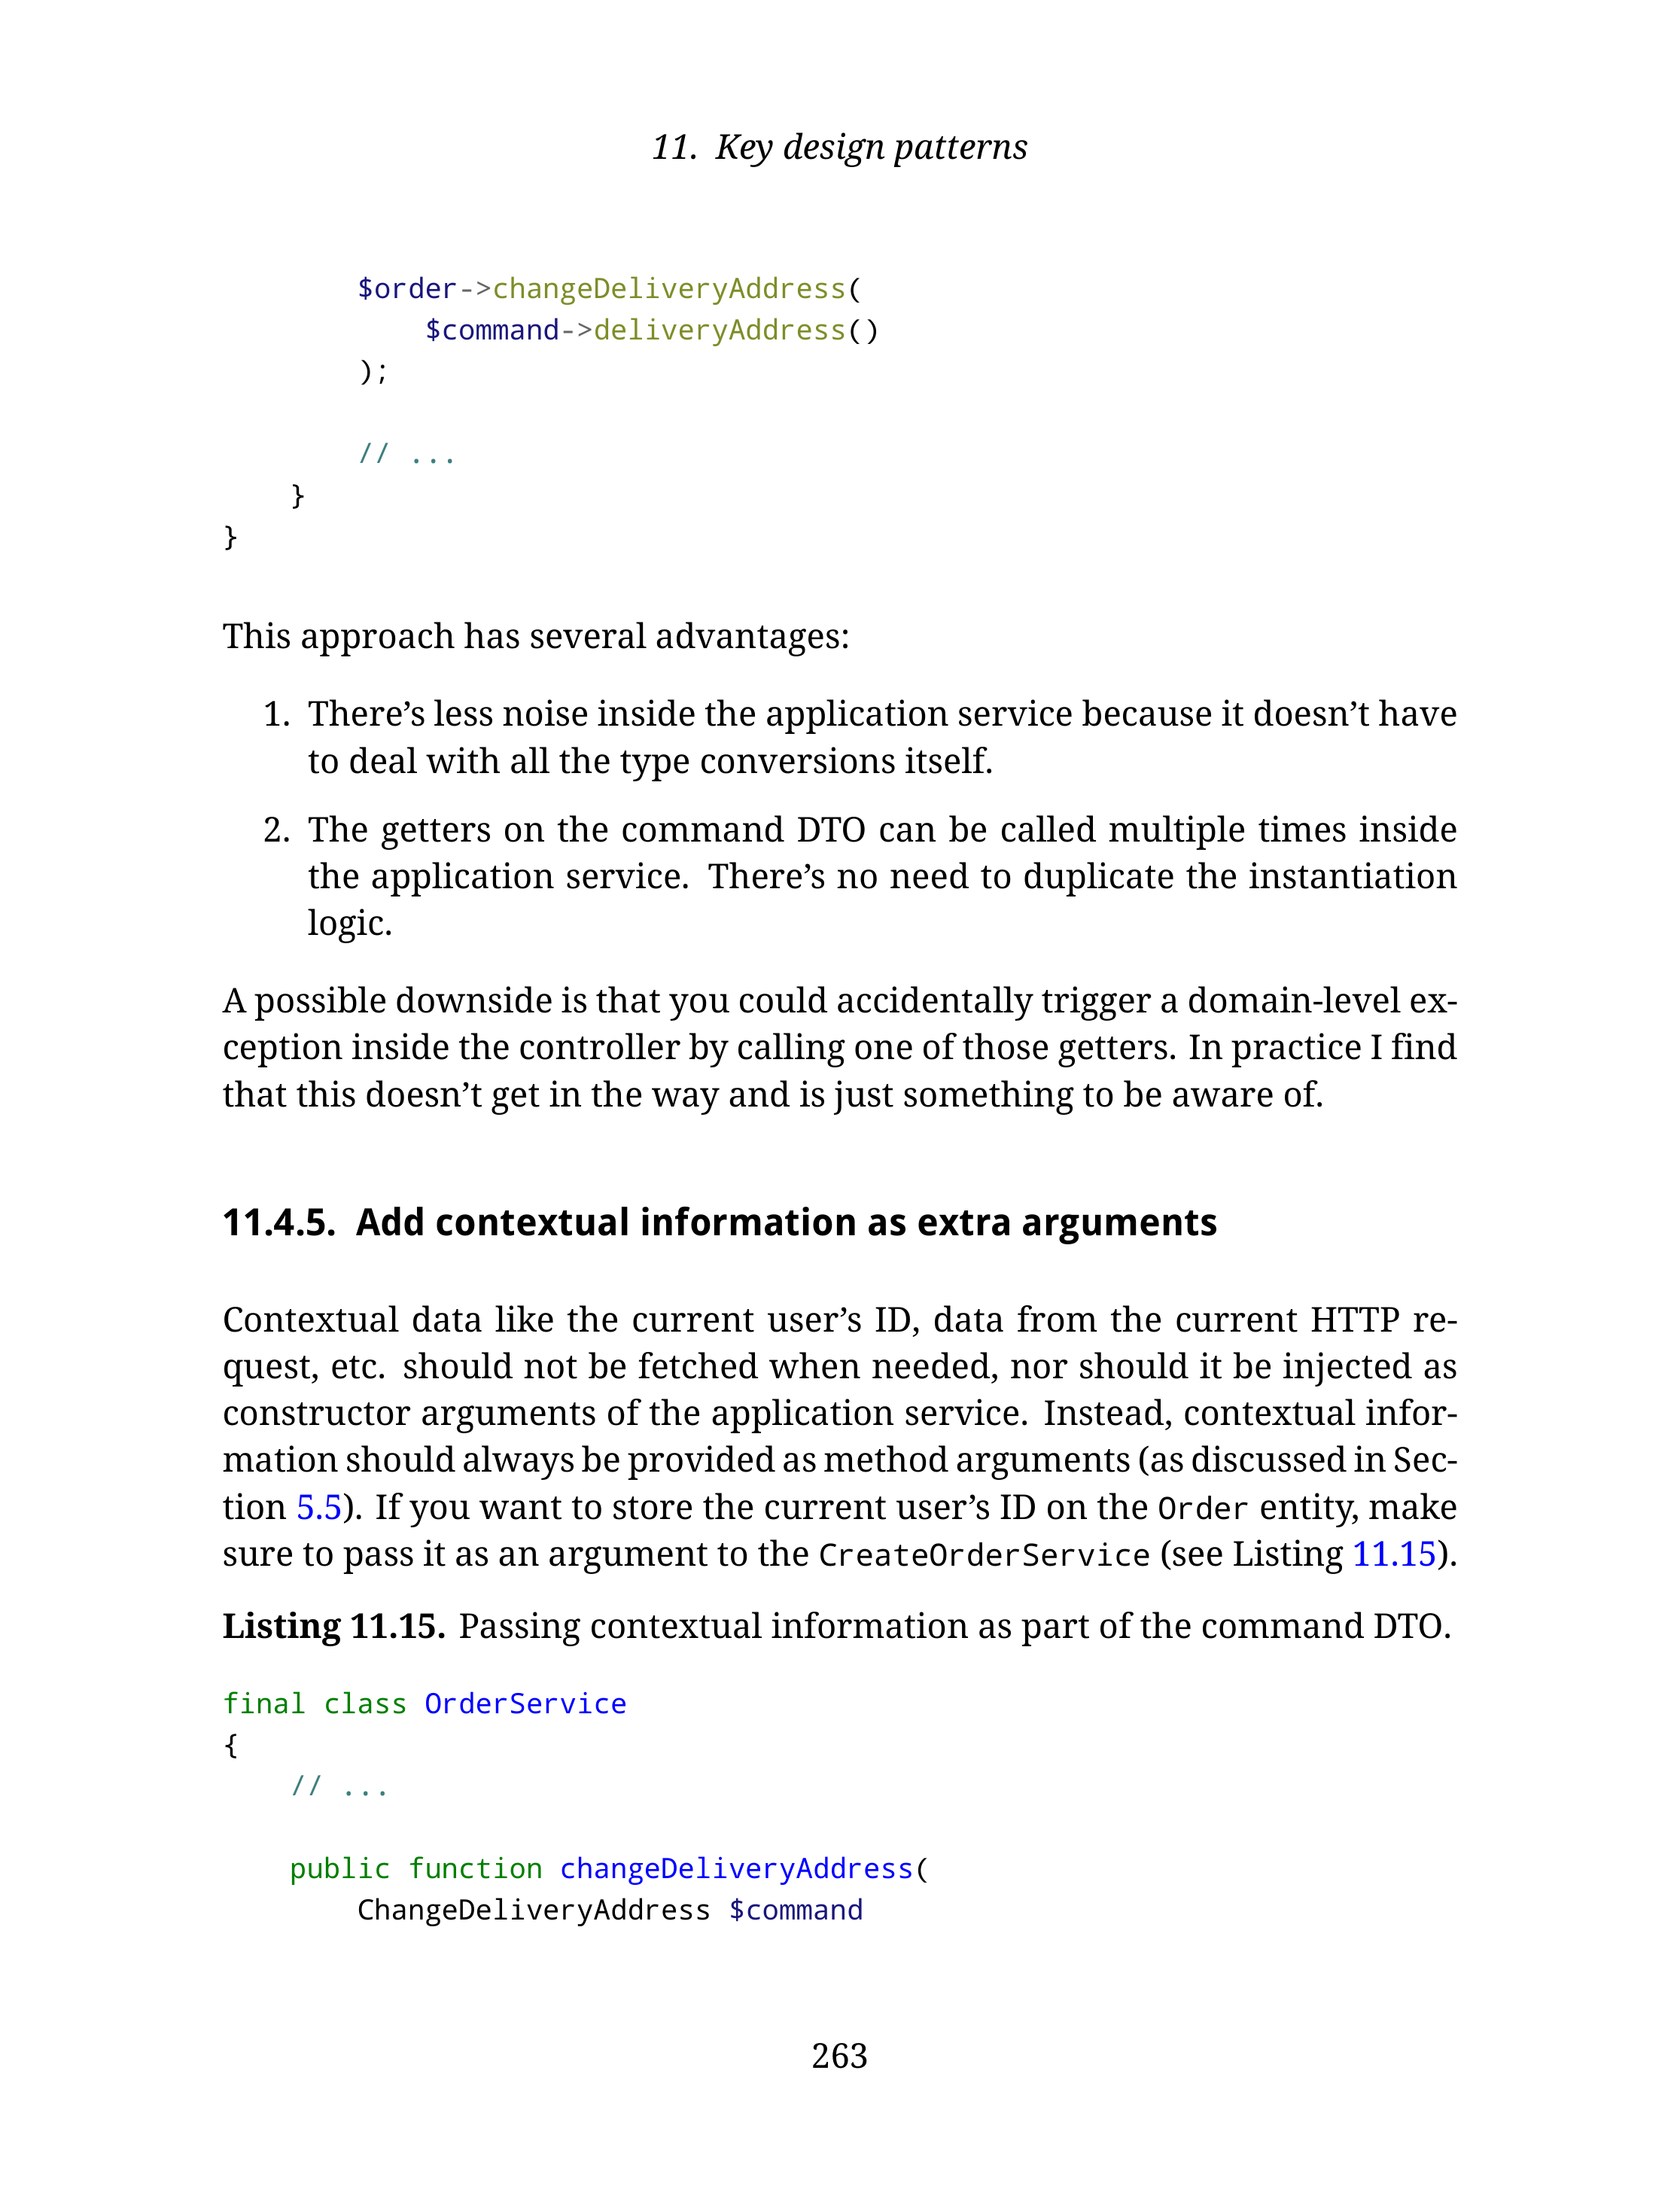 11. Key design patterns
        $order->changeDeliveryAddress(
            $command->deliveryAddress()
        );

        // ...
    }
}
This approach has several advantages:
1. There’s less noise inside the application service because it doesn’t have
to deal with all the type conversions itself.
2. The getters on the command DTO can be called multiple times inside
the application service. There’s no need to duplicate the instantiation
logic.
A possible downside is that you could accidentally trigger a domain-level ex-
ception inside the controller by calling one of those getters. In practice I find
that this doesn’t get in the way and is just something to be aware of.
11.4.5. Add contextual information as extra arguments
Contextual data like the current user’s ID, data from the current HTTP re-
quest, etc. should not be fetched when needed, nor should it be injected as
constructor arguments of the application service. Instead, contextual infor-
mation should always be provided as method arguments (as discussed in Sec-
tion 5.5). If you want to store the current user’s ID on the Order entity, make
sure to pass it as an argument to the CreateOrderService (see Listing 11.15).
Listing 11.15. Passing contextual information as part of the command DTO.
final class OrderService
{
    // ...

    public function changeDeliveryAddress(
        ChangeDeliveryAddress $command
263